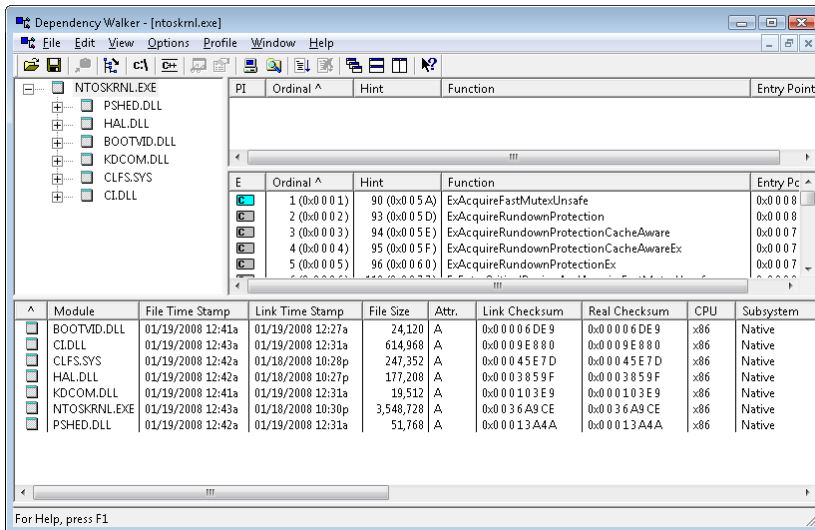 Dependency Walker - [ntoskrnl.exe]
File Edit View Options Profile Window Help
c:\ C++
NTOSKRNL.EXE
PSHED.DLL
HAL.DLL
BOOTVID.DLL
KDCOM.DLL
CLFS.SYS
CI.DLL
PI Ordinal ^ Hint Function Entry Point
E Ordinal ^ Hint Function Entry Pc
C 1 (0x0001) 90 (0x005A) ExAcquireFastMutexUnsafe 0x0008
C 2 (0x0002) 93 (0x005D) ExAcquireRundownProtection 0x0008
C 3 (0x0003) 94 (0x005E) ExAcquireRundownProtectionCacheAware 0x0007
C 4 (0x0004) 95 (0x005F) ExAcquireRundownProtectionCacheAwareEx 0x0007
C 5 (0x0005) 96 (0x0060) ExAcquireRundownProtectionEx 0x0007
^ Module File Time Stamp Link Time Stamp File Size Attr. Link Checksum Real Checksum CPU Subsystem
BOOTVID.DLL 01/19/2008 12:41a 01/19/2008 12:27a 24,120 A 0x00006DE9 0x00006DE9 x86 Native
CI.DLL 01/19/2008 12:43a 01/19/2008 12:31a 614,968 A 0x0009E880 0x0009E880 x86 Native
CLFS.SYS 01/19/2008 12:42a 01/18/2008 10:28p 247,352 A 0x00045E7D 0x00045E7D x86 Native
HAL.DLL 01/19/2008 12:42a 01/18/2008 10:27p 177,208 A 0x0003859F 0x0003859F x86 Native
KDCOM.DLL 01/19/2008 12:41a 01/19/2008 12:31a 19,512 A 0x000103E9 0x000103E9 x86 Native
NTOSKRNL.EXE 01/19/2008 12:43a 01/18/2008 10:30p 3,548,728 A 0x0036A9CE 0x0036A9CE x86 Native
PSHED.DLL 01/19/2008 12:42a 01/19/2008 12:31a 51,768 A 0x00013A4A 0x00013A4A x86 Native
For Help, press F1